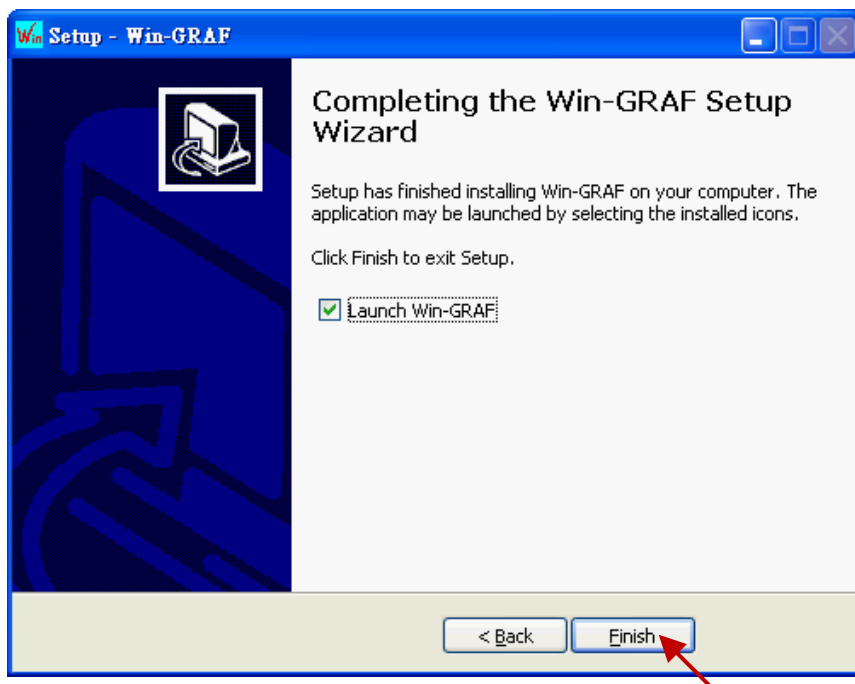 Win Setup - Win-GRAF
Completing the Win-GRAF Setup
Wizard
Setup has finished installing Win-GRAF on your computer. The
application may be launched by selecting the installed icons.
Click Finish to exit Setup.
Launch Win-GRAF
< Back Finish